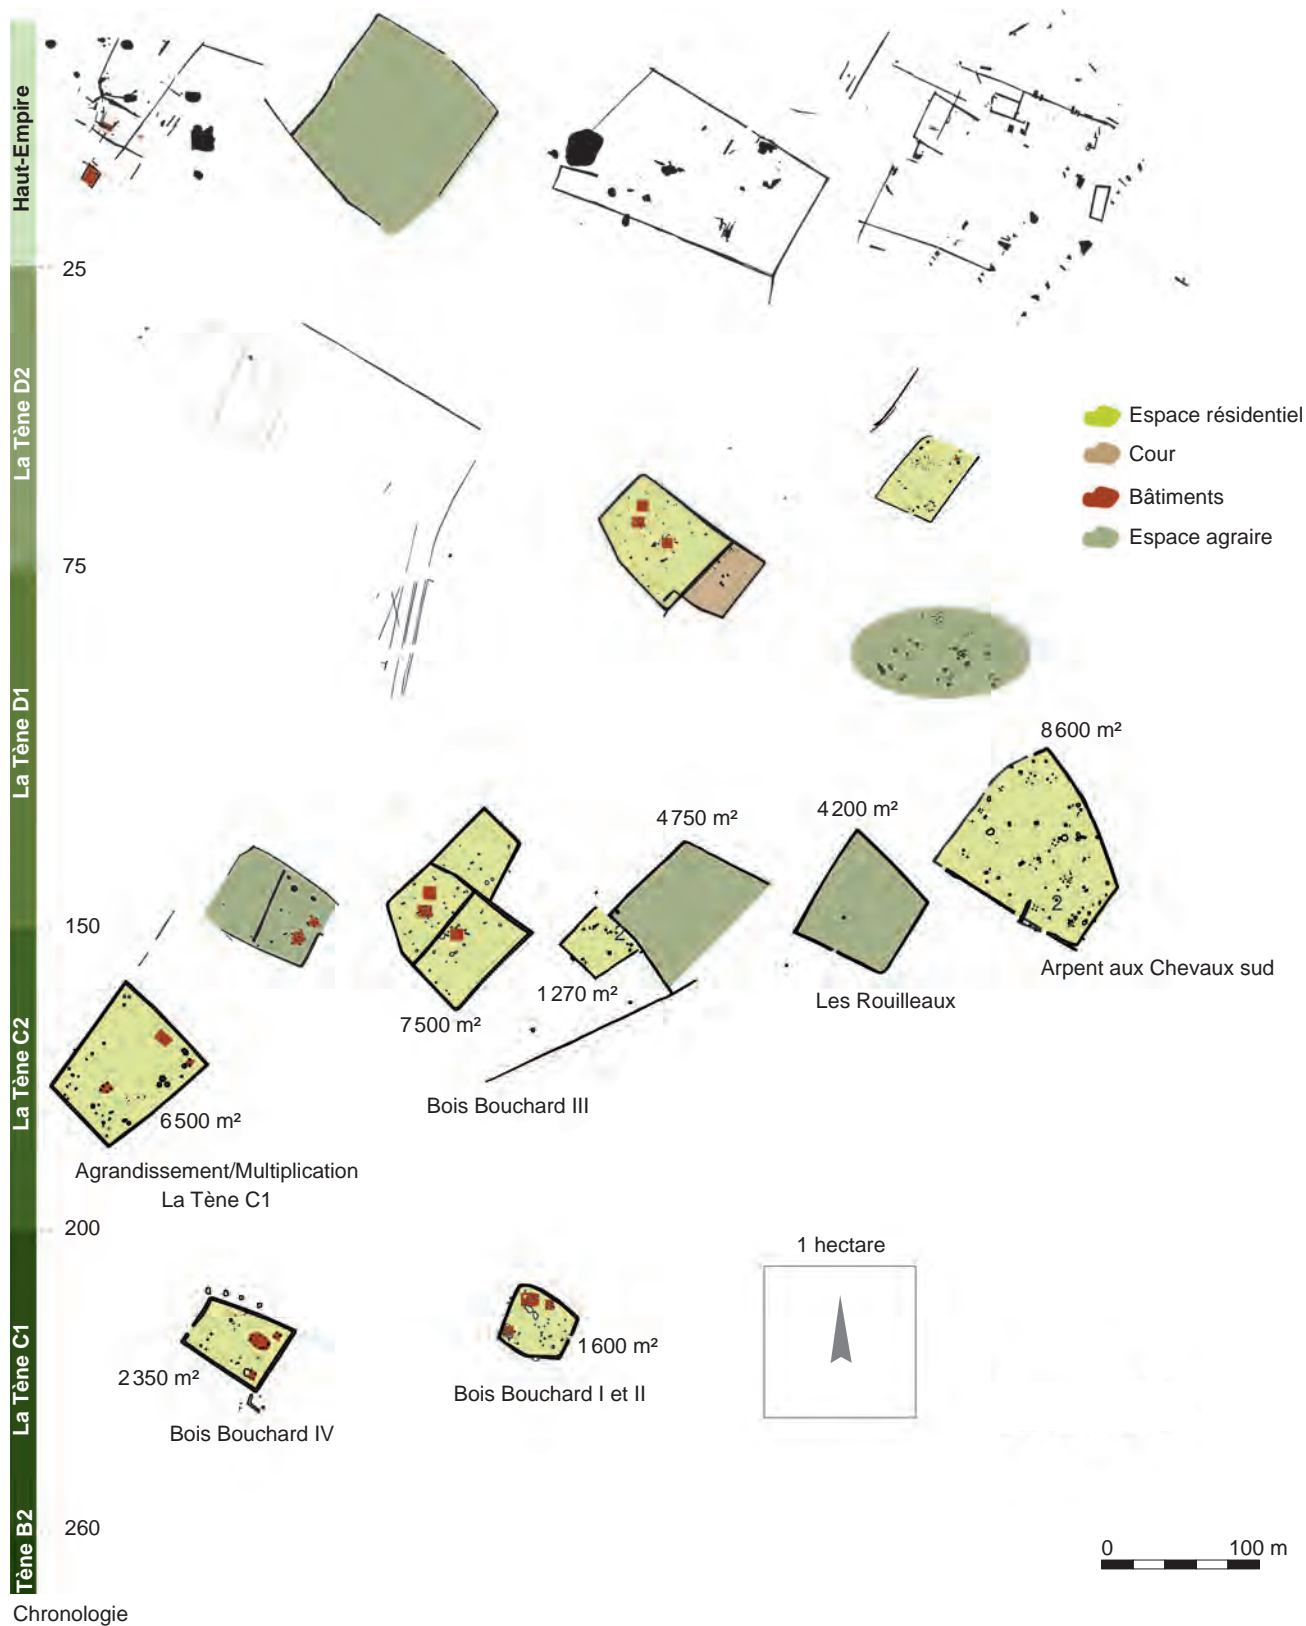 Haut-Empire
25
La Tène D2
Espace résidentiel
Cour
Bâtiments
Espace agraire
75
La Tène D1
8 600 m²
4 750 m²
4 200 m²
150
2
2
Arpent aux Chevaux sud
1 270 m²
Les Rouilleaux
7 500 m²
La Tène C2
Bois Bouchard III
6 500 m²
Agrandissement/Multiplication
La Tène C1
200
1 hectare
La Tène C1
1 600 m²
2 350 m²
Bois Bouchard I et II
Bois Bouchard IV
260
Tène B2
0 100 m
Chronologie